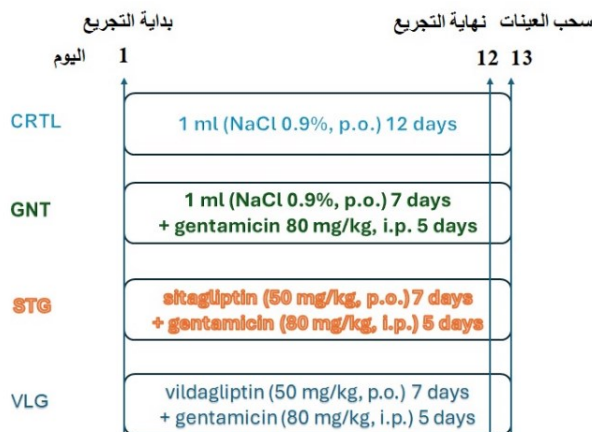 سحب العينات
نهاية التجريع
بداية التجريع
اليوم
1
12
13
CRTL
1 ml (NaCl 0.9%, p.o.) 12 days
GNT
1 ml (NaCl 0.9%, p.o.) 7 days
+ gentamicin 80 mg/kg, i.p. 5 days
STG
sitagliptin (50 mg/kg, p.o.) 7 days
+ gentamicin (80 mg/kg, i.p.) 5 days
VLG
vildagliptin (50 mg/kg, p.o.) 7 days
+ gentamicin (80 mg/kg, i.p.) 5 days